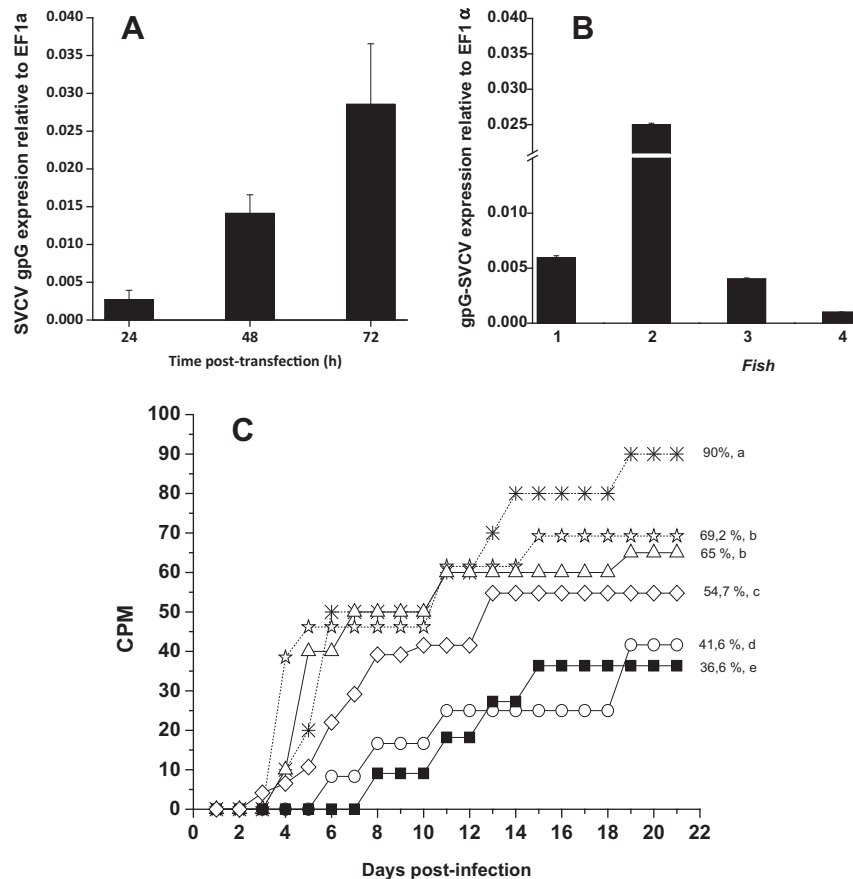 A
SVCV gpG expresion relative to EF1a
0.040
0.035
0.030
0.025
0.020
0.015
0.010
0.005
0.000
24 48 72
Time post-transfection (h)
B
gpG-SVCV expression relative to EF1 α
0.040
0.035
0.030
0.025
0.010
0.005
0.000
1 2 3 4
Fish
C
CPM
100
90
80
70
60
50
40
30
20
10
0
0 2 4 6 8 10 12 14 16 18 20 22
Days post-infection
90%, a
69,2 %, b
65 %, b
54,7 %, c
41,6 %, d
36,6 %, e